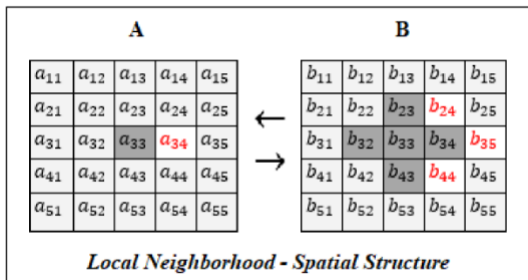 A B
a11 a12 a13 a14 a15 b11 b12 b13 b14 b15
a21 a22 a23 a24 a25 b21 b22 b23 b24 b25
←
a31 a32 a33 a34 a35 b31 b32 b33 b34 b35
→
a41 a42 a43 a44 a45 b41 b42 b43 b44 b45
a51 a52 a53 a54 a55 b51 b52 b53 b54 b55
Local Neighborhood - Spatial Structure